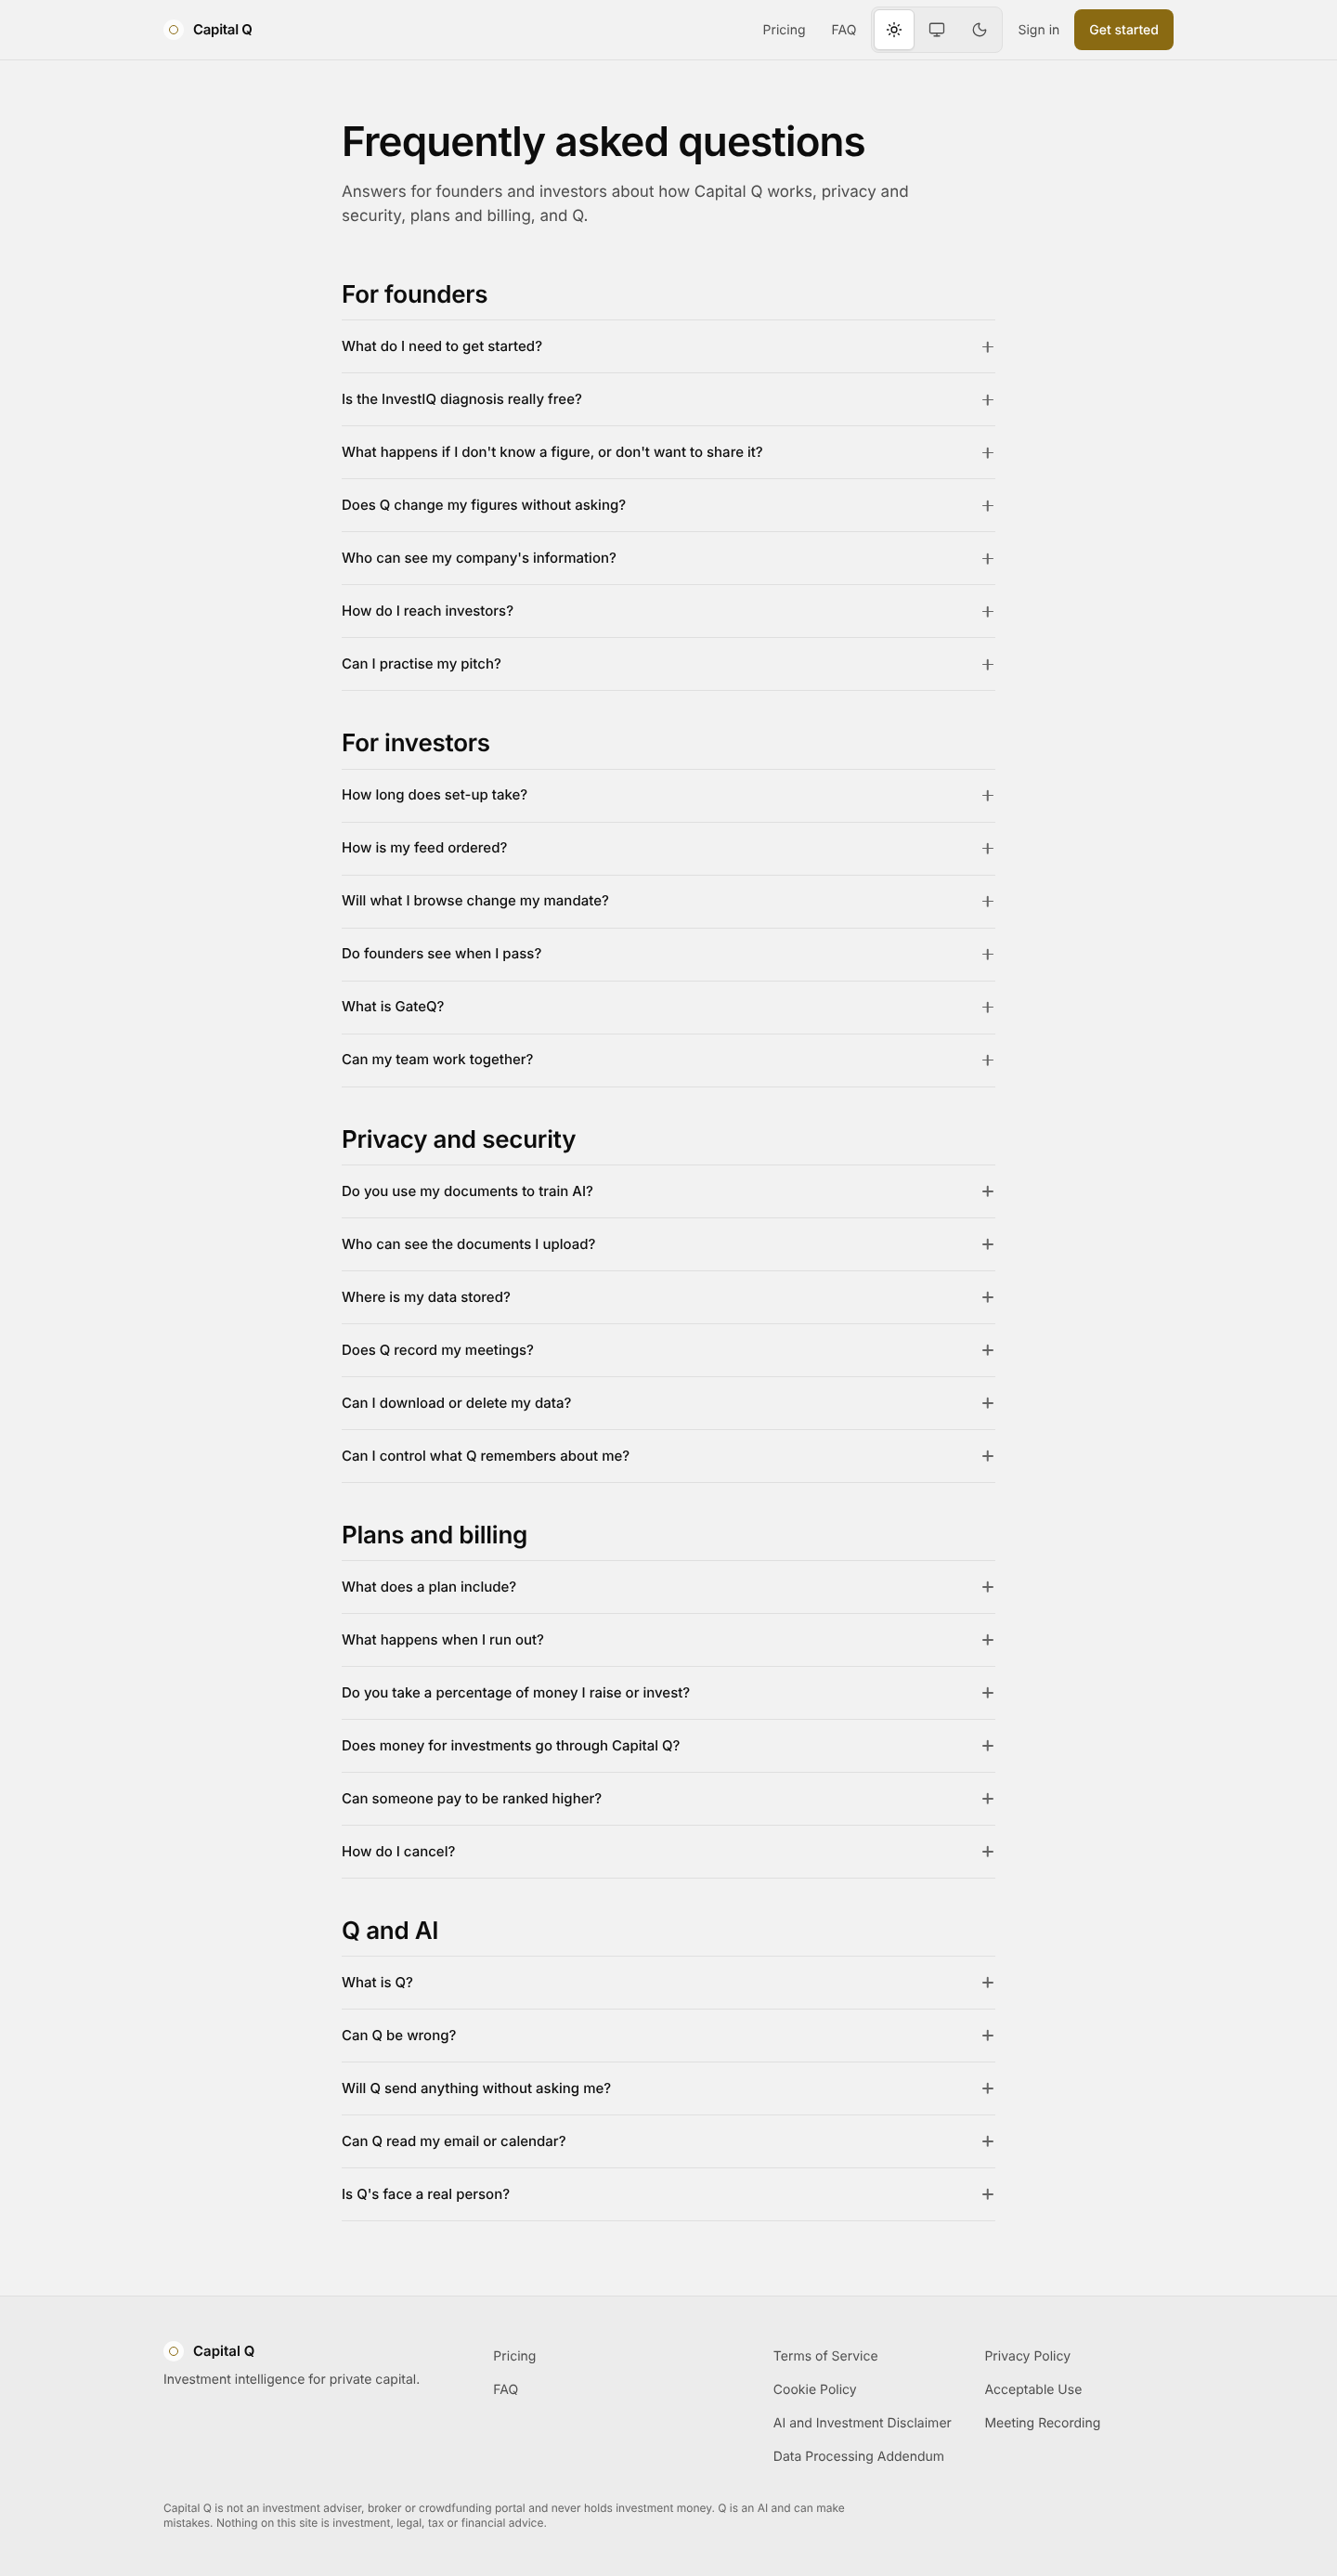 Capital Q
Pricing
FAQ
Sign in
Get started
Frequently asked questions
Answers for founders and investors about how Capital Q works, privacy and
security, plans and billing, and Q.
For founders
What do I need to get started?
Is the InvestIQ diagnosis really free?
What happens if I don't know a figure, or don't want to share it?
Does Q change my figures without asking?
Who can see my company's information?
How do I reach investors?
Can I practise my pitch?
For investors
How long does set-up take?
How is my feed ordered?
Will what I browse change my mandate?
Do founders see when I pass?
What is GateQ?
Can my team work together?
Privacy and security
Do you use my documents to train AI?
Who can see the documents I upload?
Where is my data stored?
Does Q record my meetings?
Can I download or delete my data?
Can I control what Q remembers about me?
Plans and billing
What does a plan include?
What happens when I run out?
Do you take a percentage of money I raise or invest?
Does money for investments go through Capital Q?
Can someone pay to be ranked higher?
How do I cancel?
Q and AI
What is Q?
Can Q be wrong?
Will Q send anything without asking me?
Can Q read my email or calendar?
Is Q's face a real person?
Capital Q
Investment intelligence for private capital.
Pricing
FAQ
Terms of Service
Privacy Policy
Cookie Policy
Acceptable Use
AI and Investment Disclaimer
Meeting Recording
Data Processing Addendum
Capital Q is not an investment adviser, broker or crowdfunding portal and never holds investment money. Q is an AI and can make
mistakes. Nothing on this site is investment, legal, tax or financial advice.